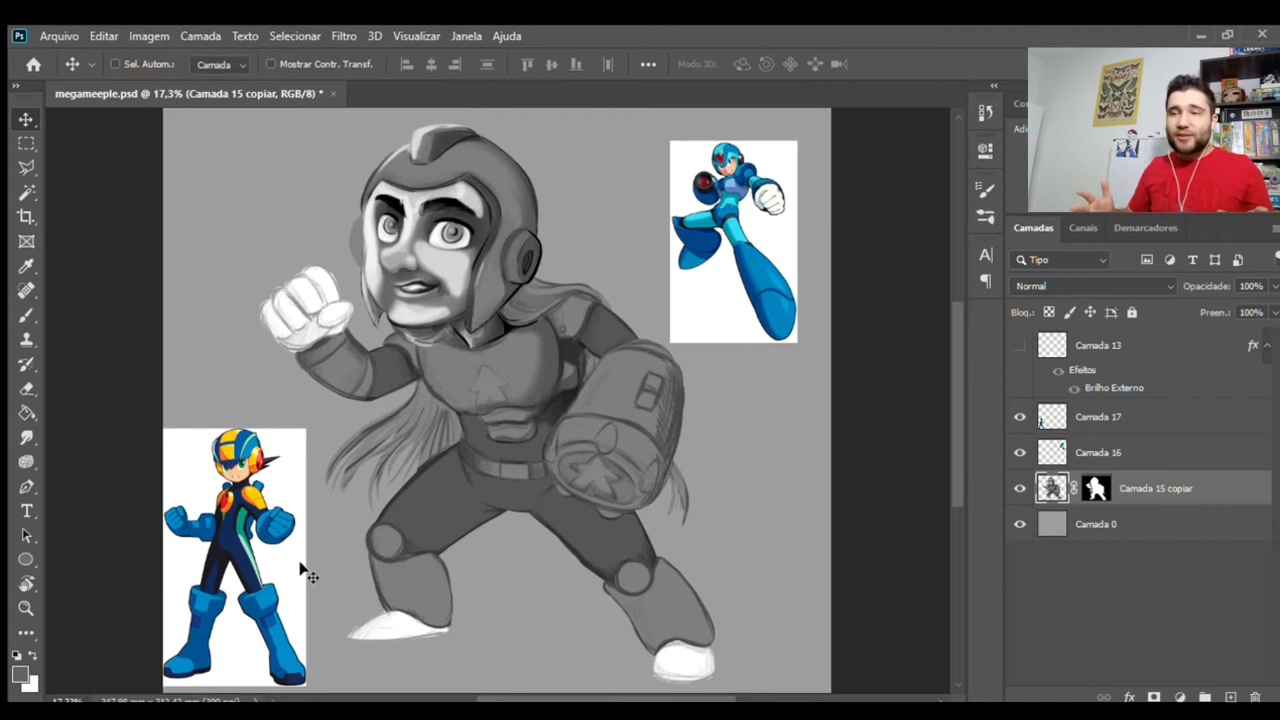 Ps Arquivo Editar Imagem Camada Texto Selecionar Filtro 3D Visualizar Janela Ajuda
Sel. Autom.: Camada Mostrar Contr. Transf. Modo 3D:
megameeple.psd @ 17,3% (Camada 15 copiar, RGB/8) *
Camadas Canais Demarcadores
Tipo
Normal Opacidade: 100%
Bloq.: Preen.: 100%
Camada 13 fx
Efeitos
Brilho Externo
Camada 17
Camada 16
Camada 15 copiar
Camada 0